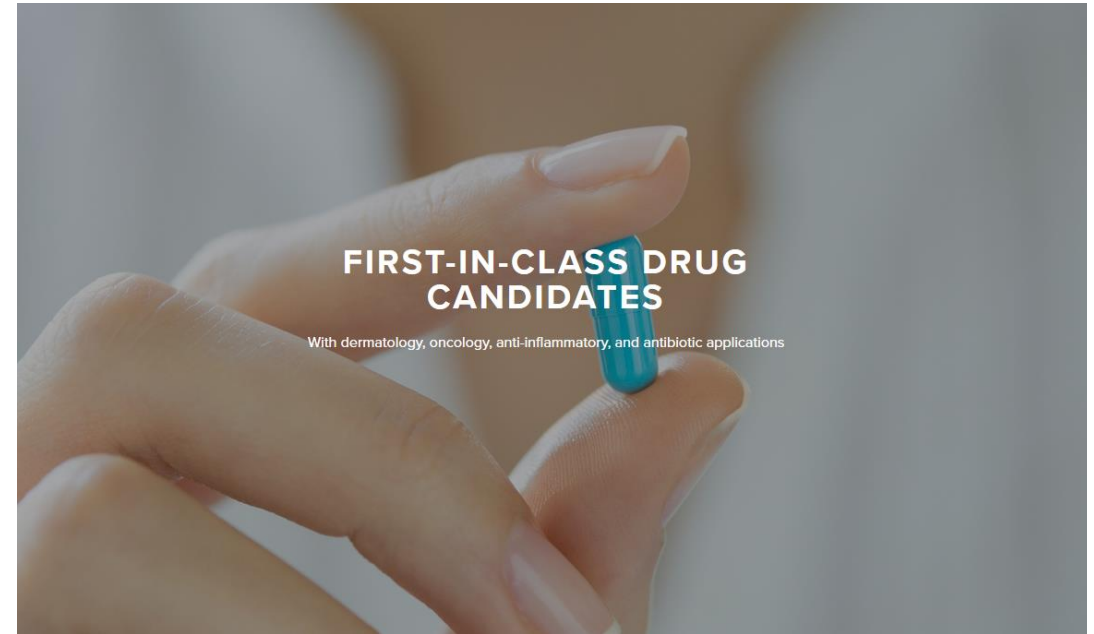 FIRST-IN-CLASS DRUG
CANDIDATES
With dermatology, oncology, anti-inflammatory, and antibiotic applications